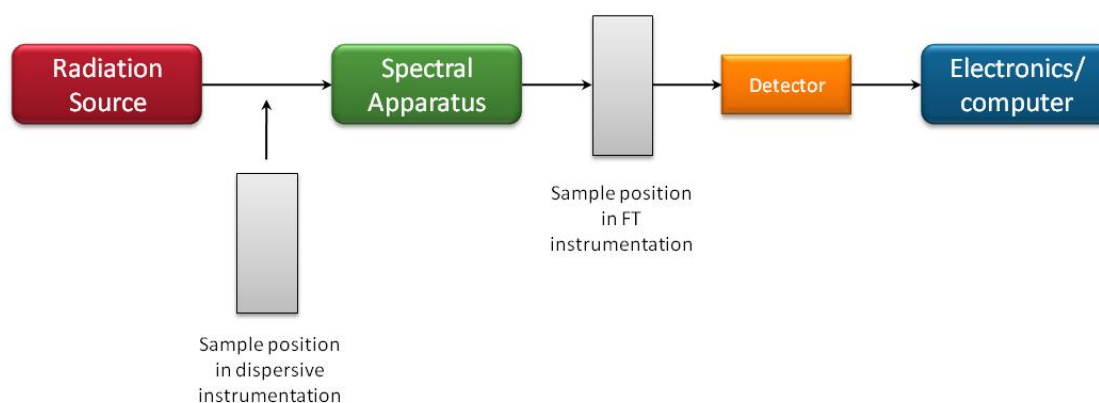 Radiation
Source
Spectral
Apparatus
Detector
Electronics/
computer
Sample position
in FT
instrumentation
Sample position
in dispersive
instrumentation